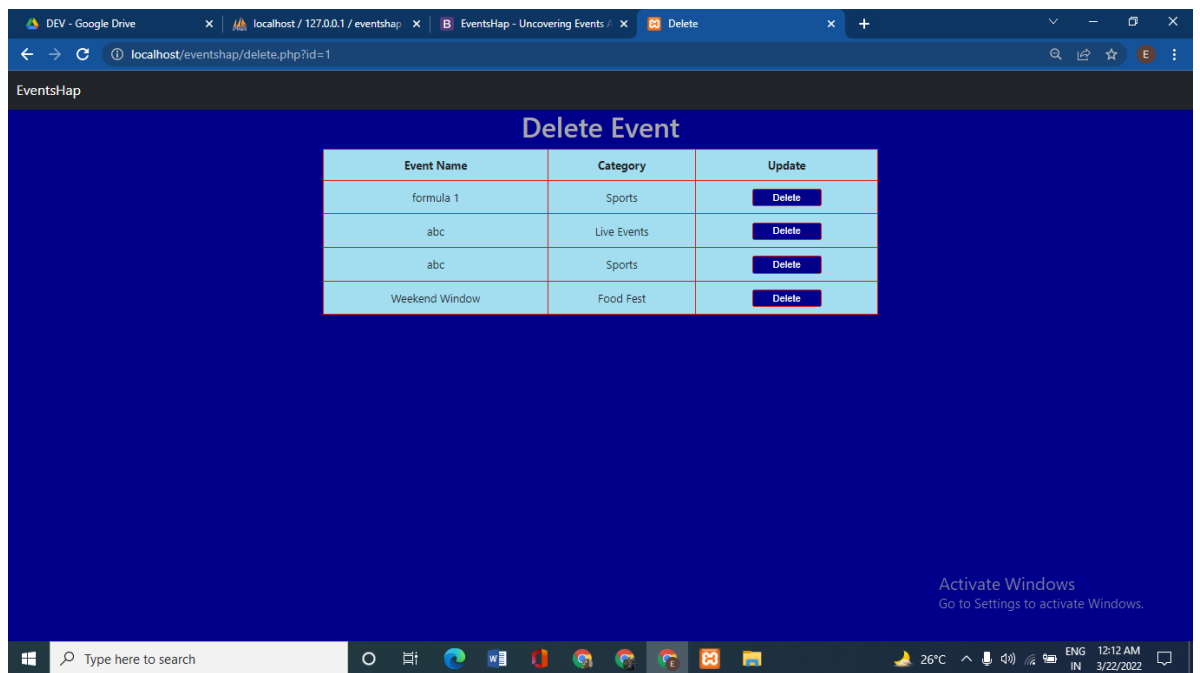 DEV - Google Drive
localhost / 127.0.0.1 / eventshap
B EventsHap - Uncovering Events A
Delete
localhost/eventshap/delete.php?id=1
E
EventsHap
Delete Event
Event Name Category Update
formula 1 Sports Delete
abc Live Events Delete
abc Sports Delete
Weekend Window Food Fest Delete
Activate Windows
Go to Settings to activate Windows.
Type here to search
26°C
ENG 12:12 AM
IN 3/22/2022